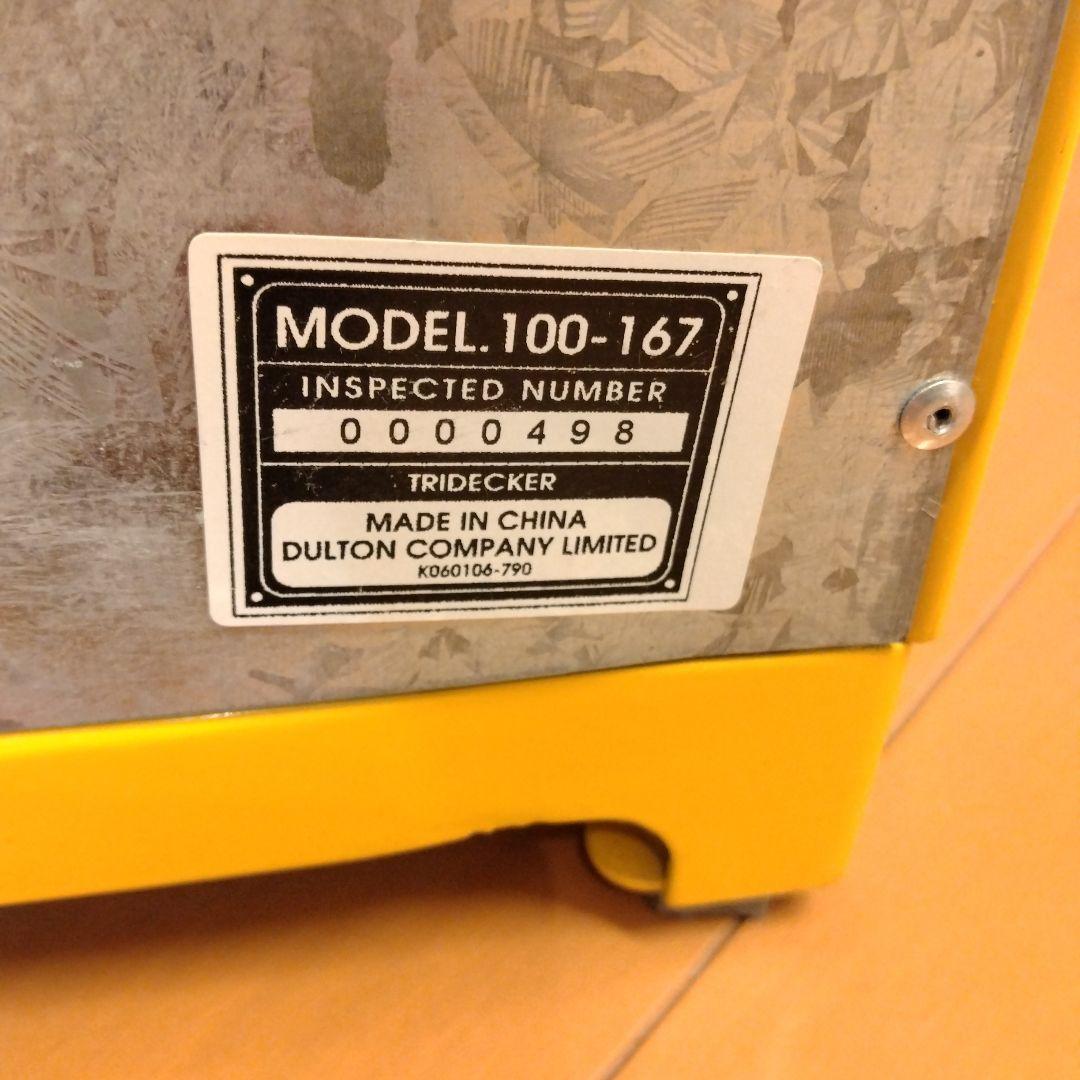 MODEL. 100-167
INSPECTED NUMBER
0000498
TRIDECKER
MADE IN CHINA
DULTON COMPANY LIMITED
K060106-790